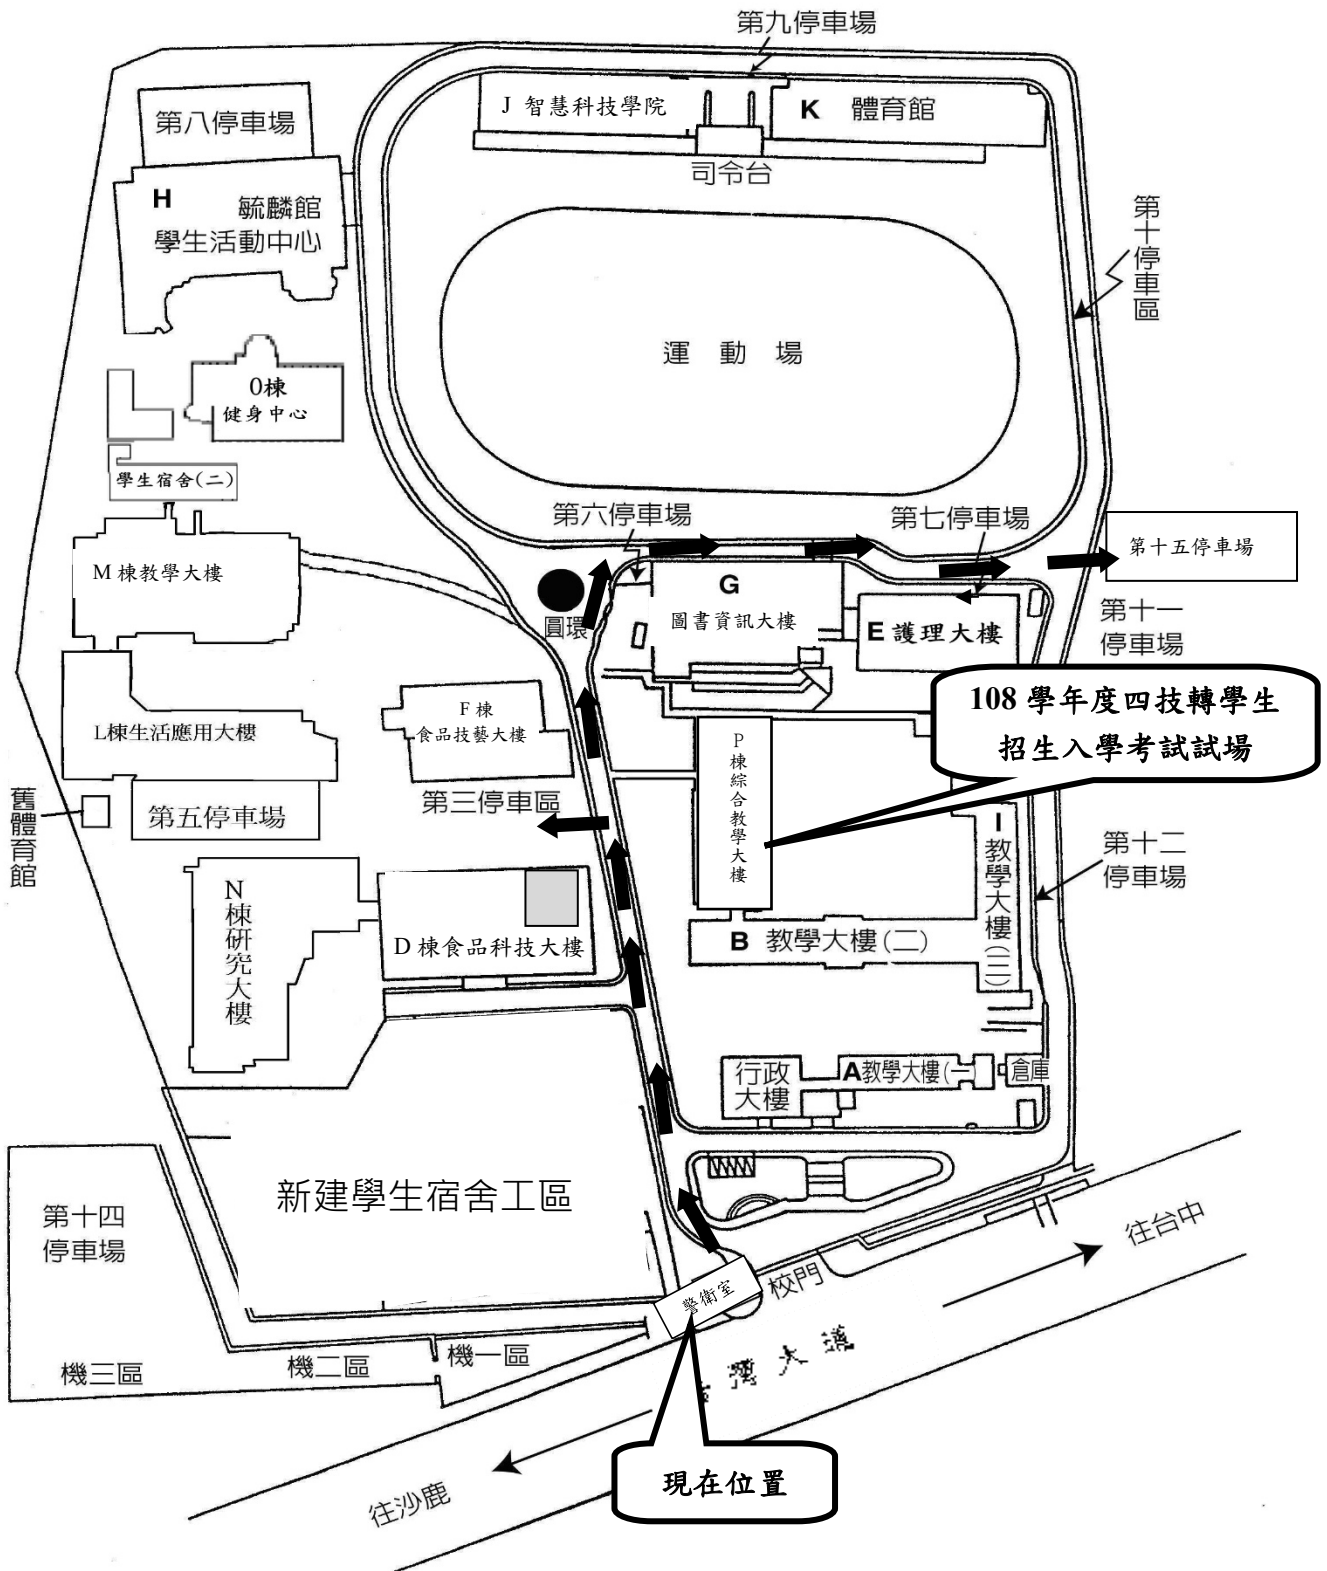 第九停車場
J 智慧科技學院
K 體育館
第八停車場
司令台
H 毓麟館
學生活動中心
第十停車區
運動場
O棟
健身中心
學生宿舍(二)
第六停車場
第七停車場
第十五停車場
M 棟教學大樓
G
圖書資訊大樓
圓環
E 護理大樓
第十一
停車場
108 學年度四技轉學生
招生入學考試試場
F 棟
食品技藝大樓
P棟綜合教學大樓
L棟生活應用大樓
第三停車區
第五停車場
舊體育館
I教學大樓(三)
第十二
停車場
N棟研究大樓
D 棟食品科技大樓
B 教學大樓(二)
行政
大樓
A教學大樓(一)
倉庫
新建學生宿舍工區
第十四
停車場
往台中
校門
警衛室
機一區
機二區
機三區
灣大道
現在位置
往沙鹿